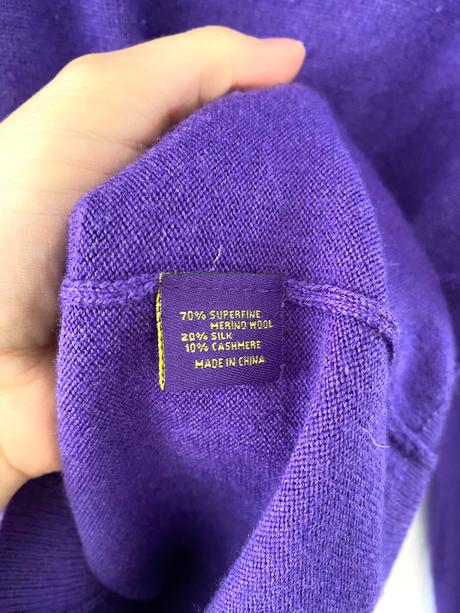 70% SUPERFINE
MERINO WOOL
20% SILK
10% CASHMERE
MADE IN CHINA